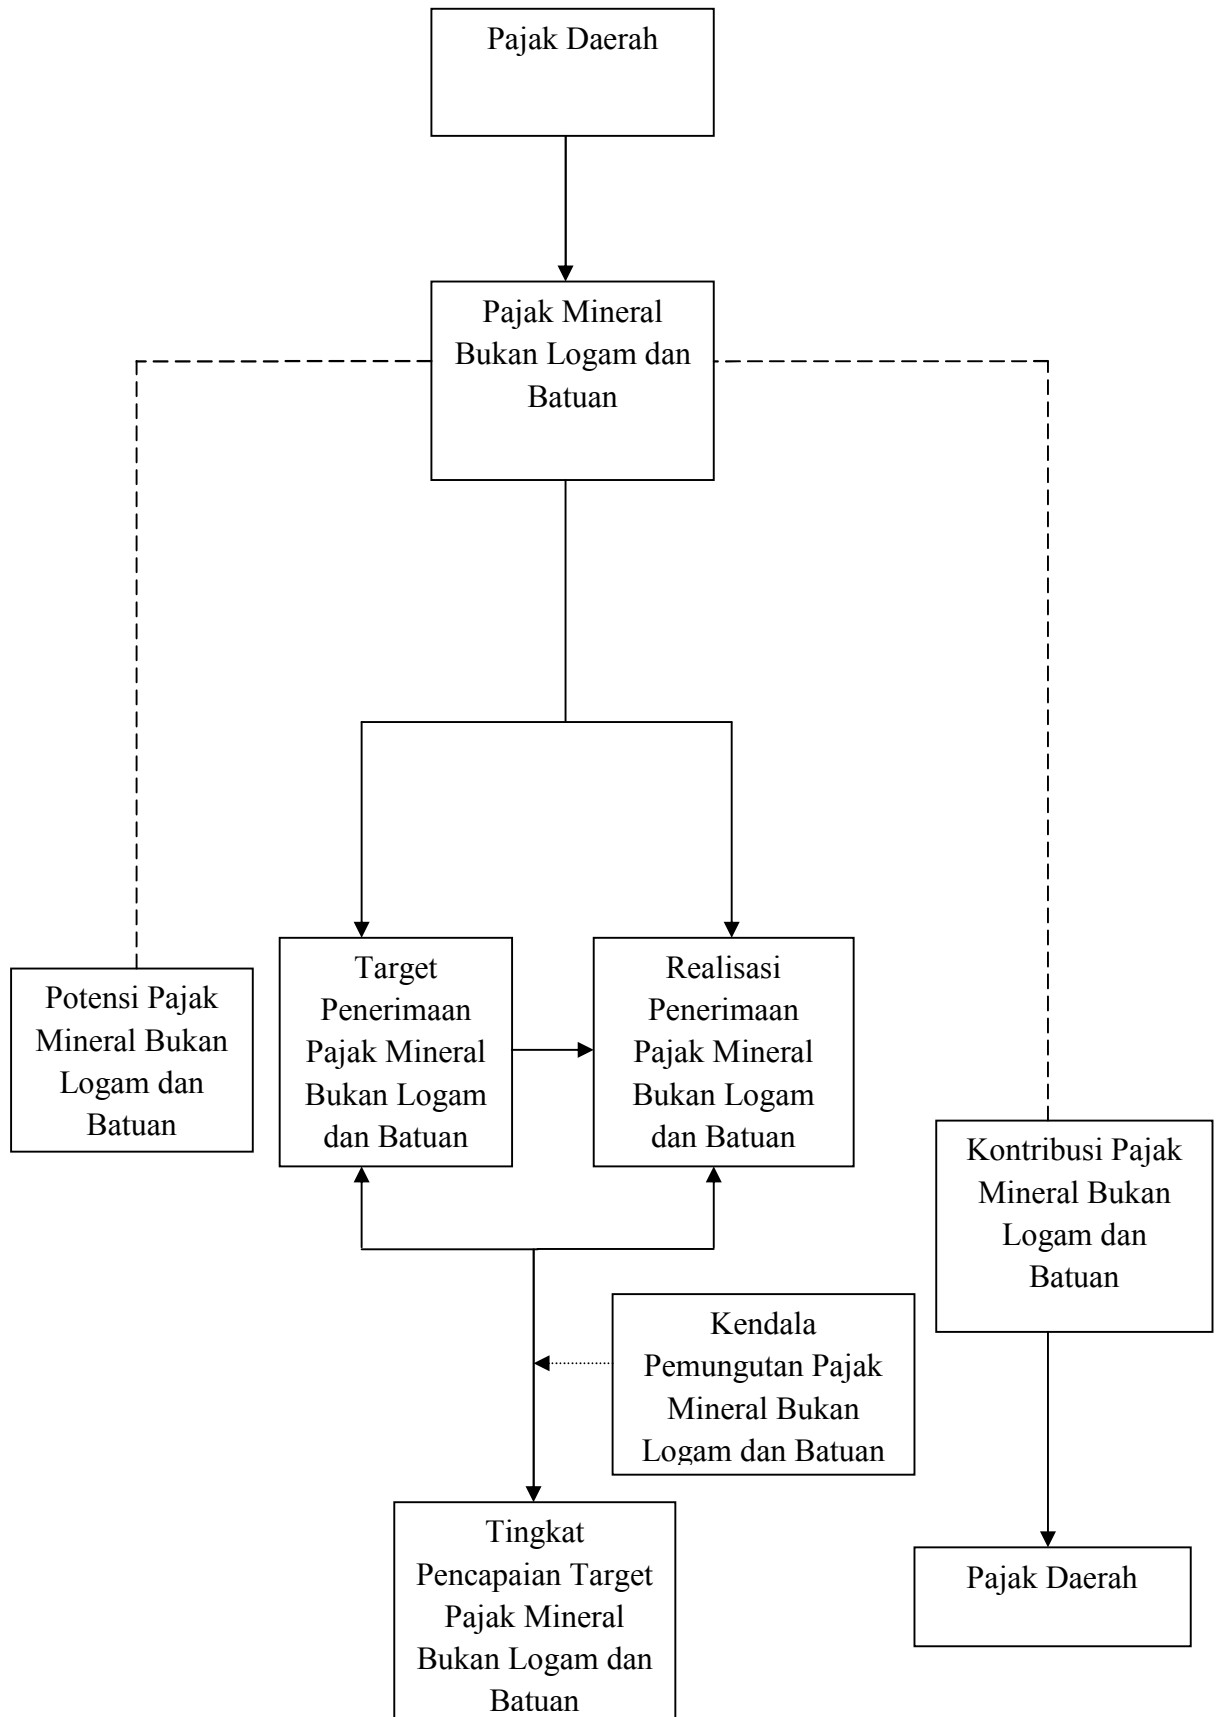 Pajak Daerah
Pajak Mineral
Bukan Logam dan
Batuan
Potensi Pajak
Mineral Bukan
Logam dan
Batuan
Target
Penerimaan
Pajak Mineral
Bukan Logam
dan Batuan
Realisasi
Penerimaan
Pajak Mineral
Bukan Logam
dan Batuan
Kontribusi Pajak
Mineral Bukan
Logam dan
Batuan
Kendala
Pemungutan Pajak
Mineral Bukan
Logam dan Batuan
Tingkat
Pencapaian Target
Pajak Mineral
Bukan Logam dan
Batuan
Pajak Daerah